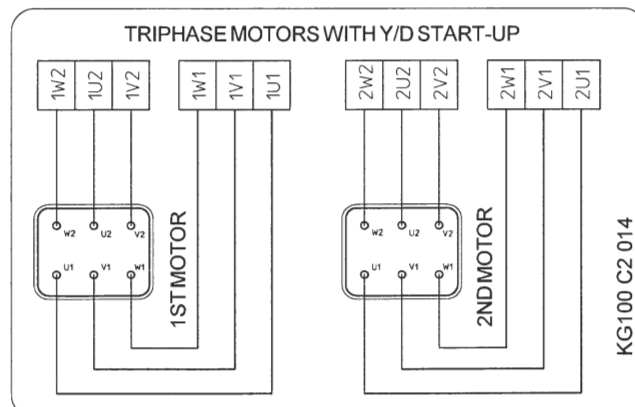 TRIPHASE MOTORS WITH Y/D START-UP
1W2 1U2 1V2 1W1 1V1 1U1 2W2 2U2 2V2 2W1 2V1 2U1
W2 U2 V2
U1 V1 W1
1ST MOTOR
W2 U2 V2
U1 V1 W1
2ND MOTOR
KG100 C2 014